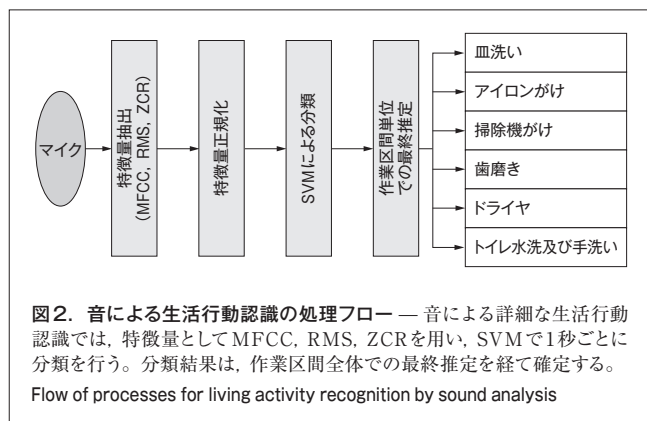 マイク
特徴量抽出
(MFCC, RMS, ZCR)
特徴量正規化
SVMによる分類
作業区間単位
での最終推定
皿洗い
アイロンがけ
掃除機がけ
歯磨き
ドライヤ
トイレ水洗及び手洗い
図2. 音による生活行動認識の処理フロー — 音による詳細な生活行動
認識では, 特徴量としてMFCC, RMS, ZCRを用い, SVMで1秒ごとに
分類を行う。分類結果は, 作業区間全体での最終推定を経て確定する。
Flow of processes for living activity recognition by sound analysis